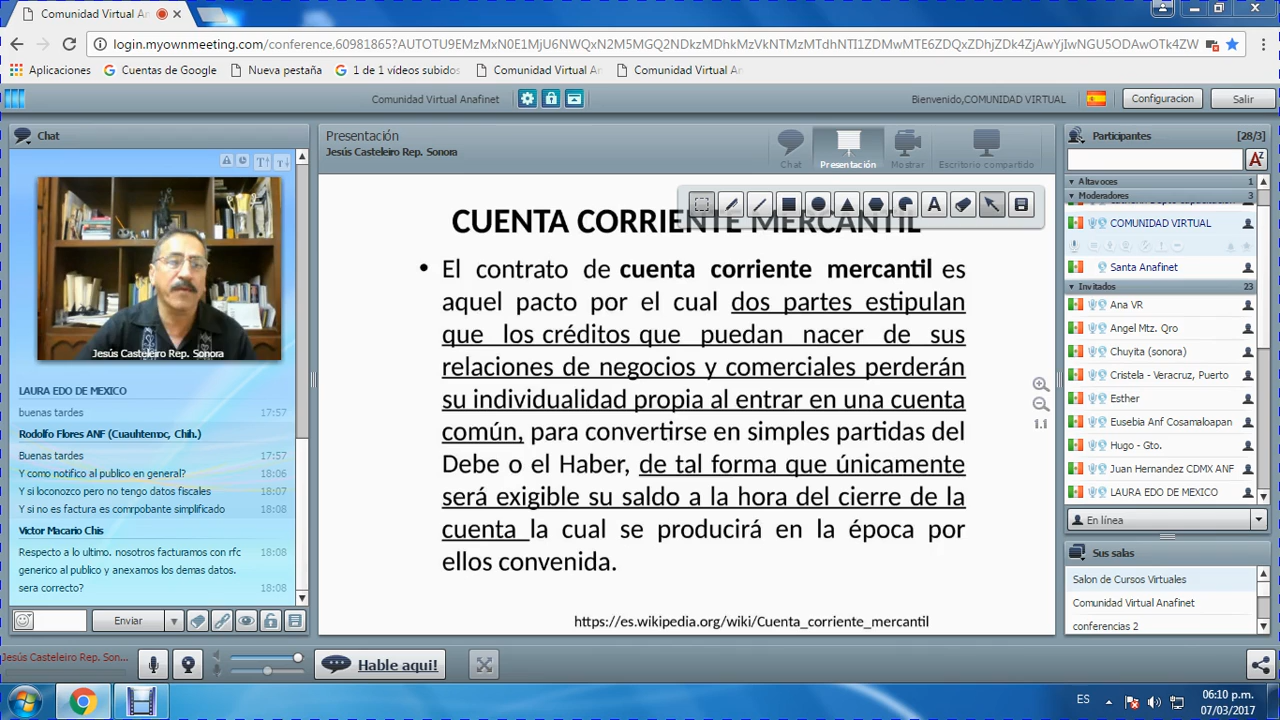 Comunidad Virtual Anafi
login.myownmeeting.com/conference.60981865?AUTOTU9EMzMxN0E1MjU6NWQxN2M5MGQ2NDkzMDhkMzVkNTMzMTdhNTI1ZDMwMTE6ZDQxZDhjZDk4ZjAwYjIwNGU5ODAwOTk4ZW
Aplicaciones
Cuentas de Google
Nueva pestaña
1 de 1 vídeos subidos
Comunidad Virtual An
Comunidad Virtual An
Comunidad Virtual Anafinet
Bienvenido,COMUNIDAD VIRTUAL
Configuracion
Salir
Chat
Jesús Casteleiro Rep. Sonora
LAURA EDO DE MEXICO
buenas tardes 17:57
Rodolfo Flores ANF (Cuauhtemoc, Chih.)
Buenas tardes 17:57
Y como notifico al publico en general? 18:06
Y si loconozco pero no tengo datos fiscales 18:07
Y si no es factura es comrpobante simplificado 18:08
Victor Macario Chis
Respecto a lo ultimo. nosotros facturamos con rfc 18:08
generico al publico y anexamos los demas datos.
sera correcto? 18:08
Enviar
Presentación
Jesús Casteleiro Rep. Sonora
Chat
Presentación
Mostrar
Escritorio compartido
A
CUENTA CORRIENTE MERCANTIL
• El contrato de cuenta corriente mercantil es
aquel pacto por el cual dos partes estipulan
que los créditos que puedan nacer de sus
relaciones de negocios y comerciales perderán
su individualidad propia al entrar en una cuenta
común, para convertirse en simples partidas del
Debe o el Haber, de tal forma que únicamente
será exigible su saldo a la hora del cierre de la
cuenta la cual se producirá en la época por
ellos convenida.
https://es.wikipedia.org/wiki/Cuenta_corriente_mercantil
1.1
Participantes [28/3]
Altavoces 1
Moderadores 3
COMUNIDAD VIRTUAL
Santa Anafinet
Invitados 23
Ana VR
Angel Mtz. Qro
Chuyita (sonora)
Cristela - Veracruz, Puerto
Esther
Eusebia Anf Cosamaloapan
Hugo - Gto.
Juan Hernandez CDMX ANF
LAURA EDO DE MEXICO
En línea
Sus salas
Salon de Cursos Virtuales
Comunidad Virtual Anafinet
conferencias 2
Jesús Casteleiro Rep. Son...
Hable aqui!
ES
06:10 p.m.
07/03/2017